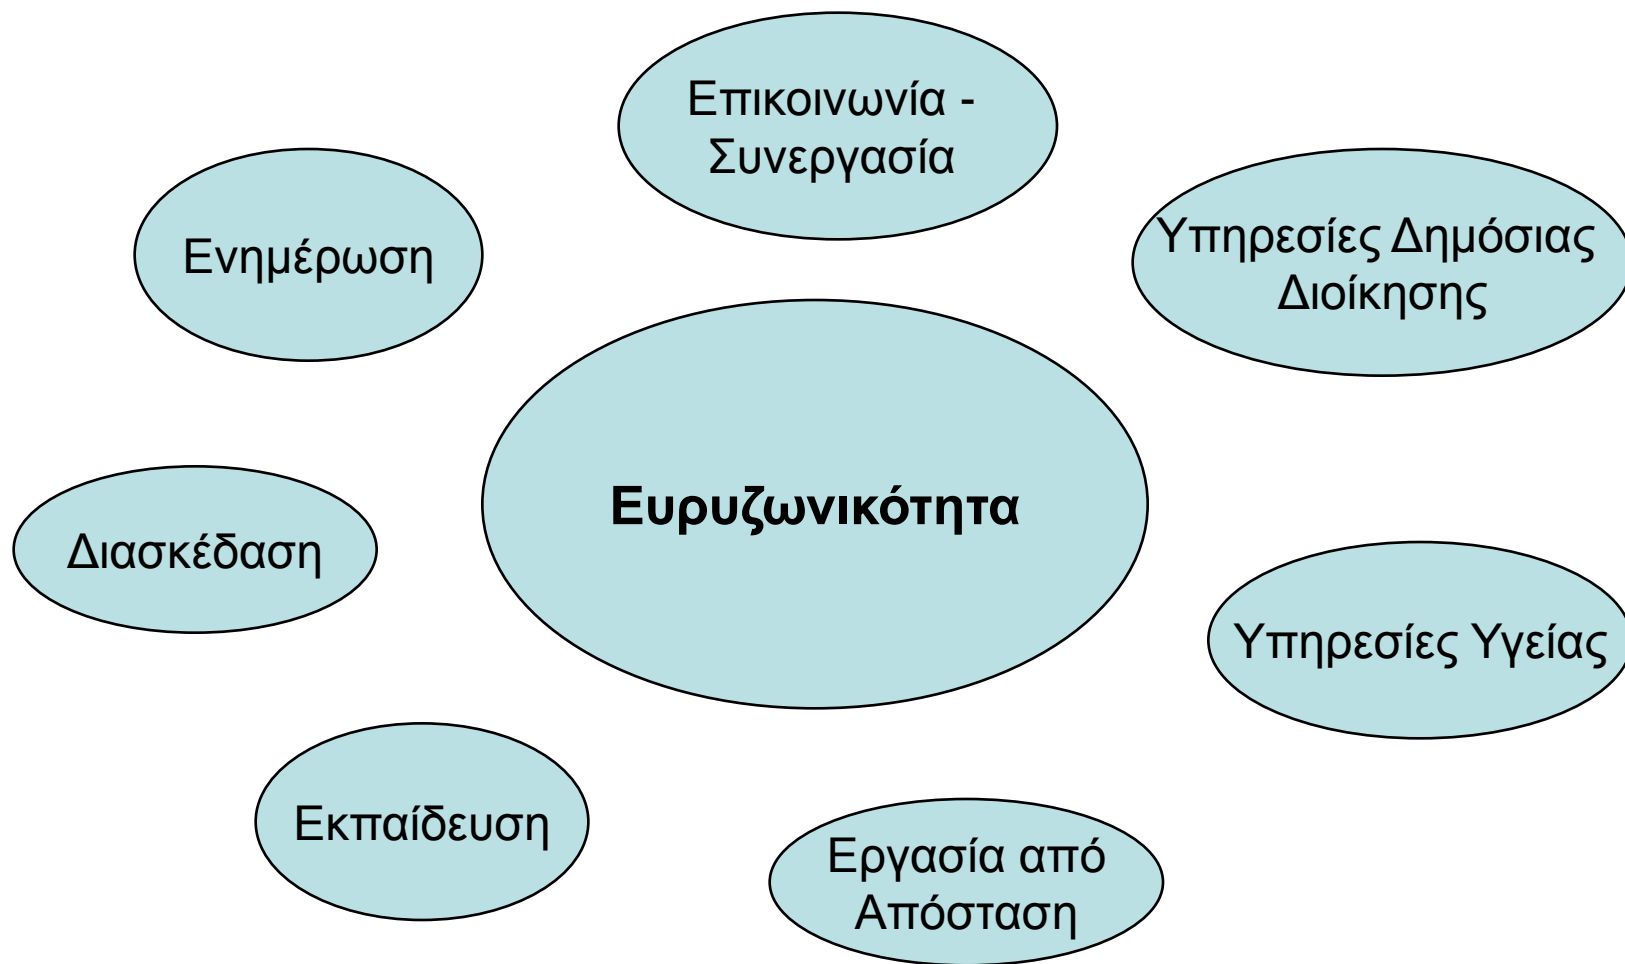 Επικοινωνία -
Συνεργασία
Ενημέρωση
Υπηρεσίες Δημόσιας
Διοίκησης
Ευρυζωνικότητα
Διασκέδαση
Υπηρεσίες Υγείας
Εκπαίδευση
Εργασία από
Απόσταση